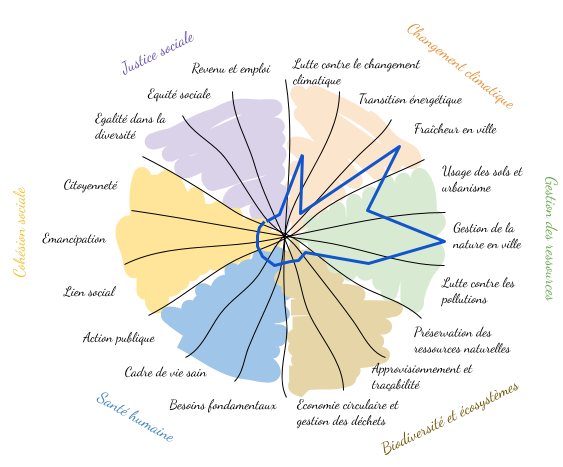 Justice sociale
Changement climatique
Revenu et emploi
Lutte contre le changement
climatique
Equité sociale
Transition énergétique
Egalité dans la
diversité
Fraîcheur en ville
Citoyenneté
Usage des sols et
urbanisme
Cohésion sociale
Gestion des ressources
Emancipation
Gestion de la
nature en ville
Lien social
Lutte contre les
pollutions
Action publique
Préservation des
ressources naturelles
Cadre de vie sain
Approvisionnement et
traçabilité
Besoins fondamentaux
Economie circulaire et
gestion des déchets
Santé humaine
Biodiversité et écosystèmes